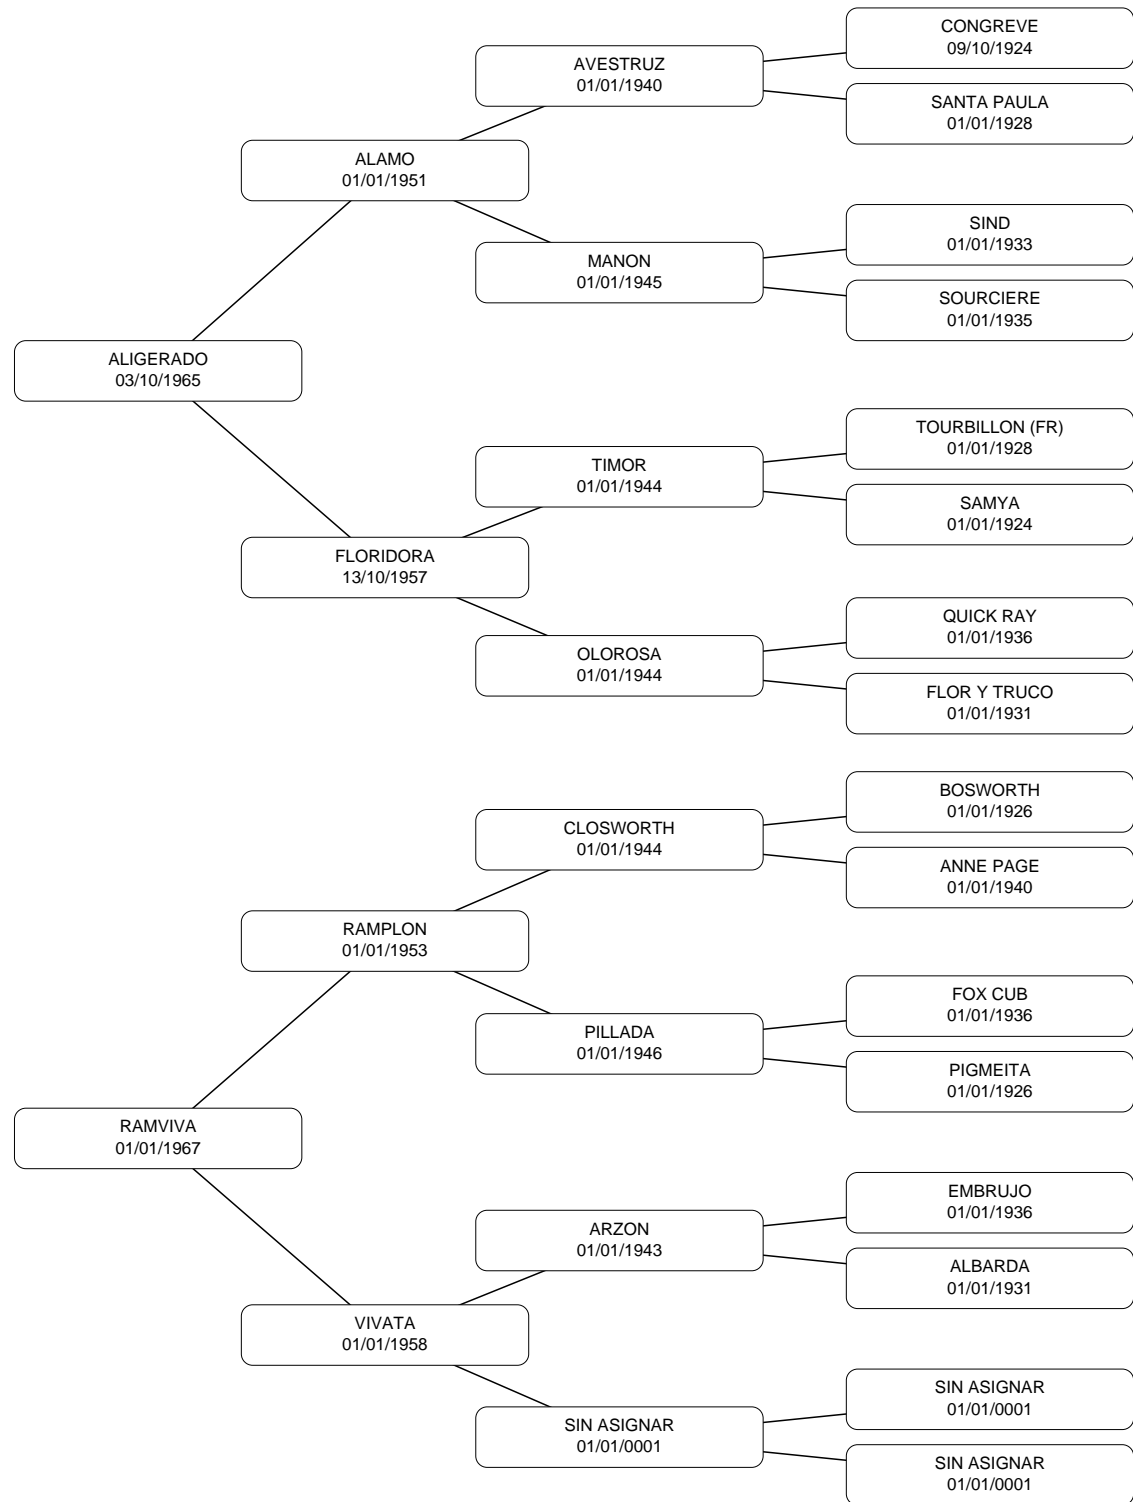 CONGREVE
09/10/1924
AVESTRUZ
01/01/1940
SANTA PAULA
01/01/1928
ALAMO
01/01/1951
SIND
01/01/1933
MANON
01/01/1945
SOURCIERE
01/01/1935
ALIGERADO
03/10/1965
TOURBILLON (FR)
01/01/1928
TIMOR
01/01/1944
SAMYA
01/01/1924
FLORIDORA
13/10/1957
QUICK RAY
01/01/1936
OLOROSA
01/01/1944
FLOR Y TRUCO
01/01/1931
BOSWORTH
01/01/1926
CLOSWORTH
01/01/1944
ANNE PAGE
01/01/1940
RAMPLON
01/01/1953
FOX CUB
01/01/1936
PILLADA
01/01/1946
PIGMEITA
01/01/1926
RAMVIVA
01/01/1967
EMBRUJO
01/01/1936
ARZON
01/01/1943
ALBARDA
01/01/1931
VIVATA
01/01/1958
SIN ASIGNAR
01/01/0001
SIN ASIGNAR
01/01/0001
SIN ASIGNAR
01/01/0001